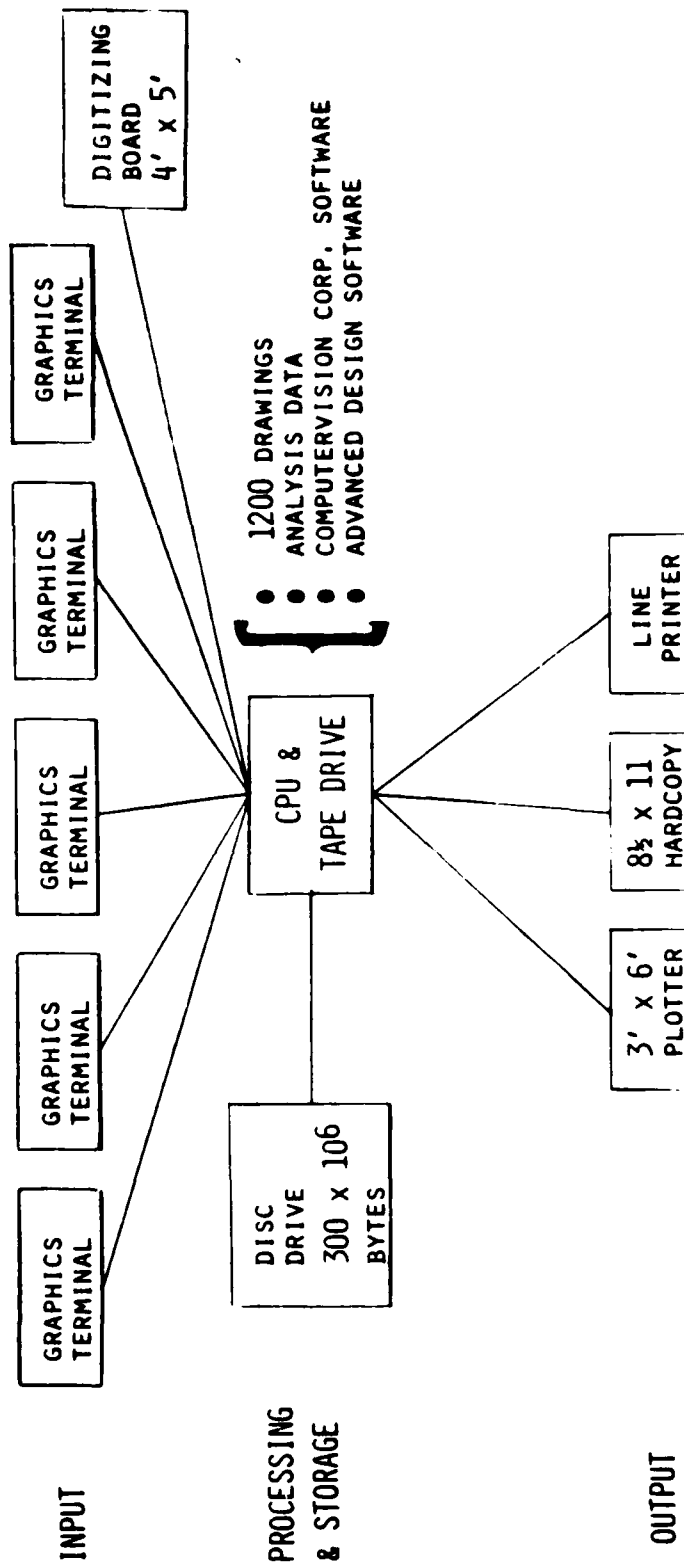 INPUT
GRAPHICS
TERMINAL
GRAPHICS
TERMINAL
GRAPHICS
TERMINAL
GRAPHICS
TERMINAL
GRAPHICS
TERMINAL
DIGITIZING
BOARD
4' x 5'
PROCESSING
& STORAGE
DISC
DRIVE
300 x 10⁶
BYTES
CPU &
TAPE DRIVE
• 1200 DRAWINGS
• ANALYSIS DATA
• COMPUTERVISION CORP. SOFTWARE
• ADVANCED DESIGN SOFTWARE
OUTPUT
3' x 6'
PLOTTER
8½ x 11
HARDCOPY
LINE
PRINTER